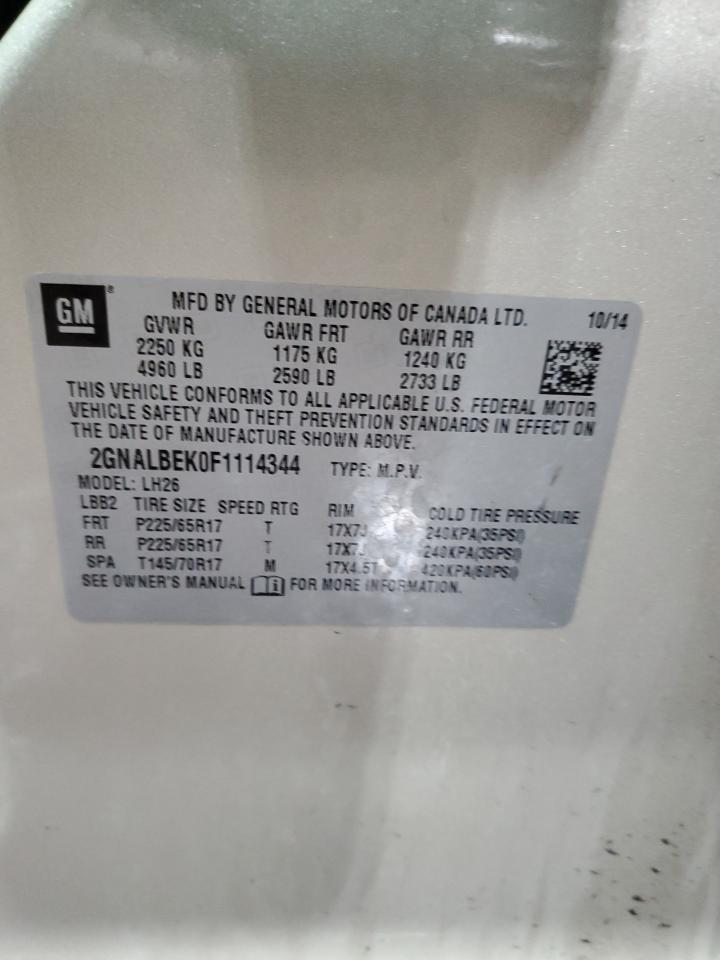 GM®
MFD BY GENERAL MOTORS OF CANADA LTD. 10/14
GVWR GAWR FRT GAWR RR
2250 KG 1175 KG 1240 KG
4960 LB 2590 LB 2733 LB
THIS VEHICLE CONFORMS TO ALL APPLICABLE U.S. FEDERAL MOTOR
VEHICLE SAFETY AND THEFT PREVENTION STANDARDS IN EFFECT ON
THE DATE OF MANUFACTURE SHOWN ABOVE.
2GNALBEK0F1114344 TYPE: M.P.V.
MODEL: LH26
LBB2 TIRE SIZE SPEED RTG RIM COLD TIRE PRESSURE
FRT P225/65R17 T 17X7J 240KPA(35PSI)
RR P225/65R17 T 17X7J 240KPA(35PSI)
SPA T145/70R17 M 17X4.5T 420KPA(60PSI)
SEE OWNER'S MANUAL FOR MORE INFORMATION.